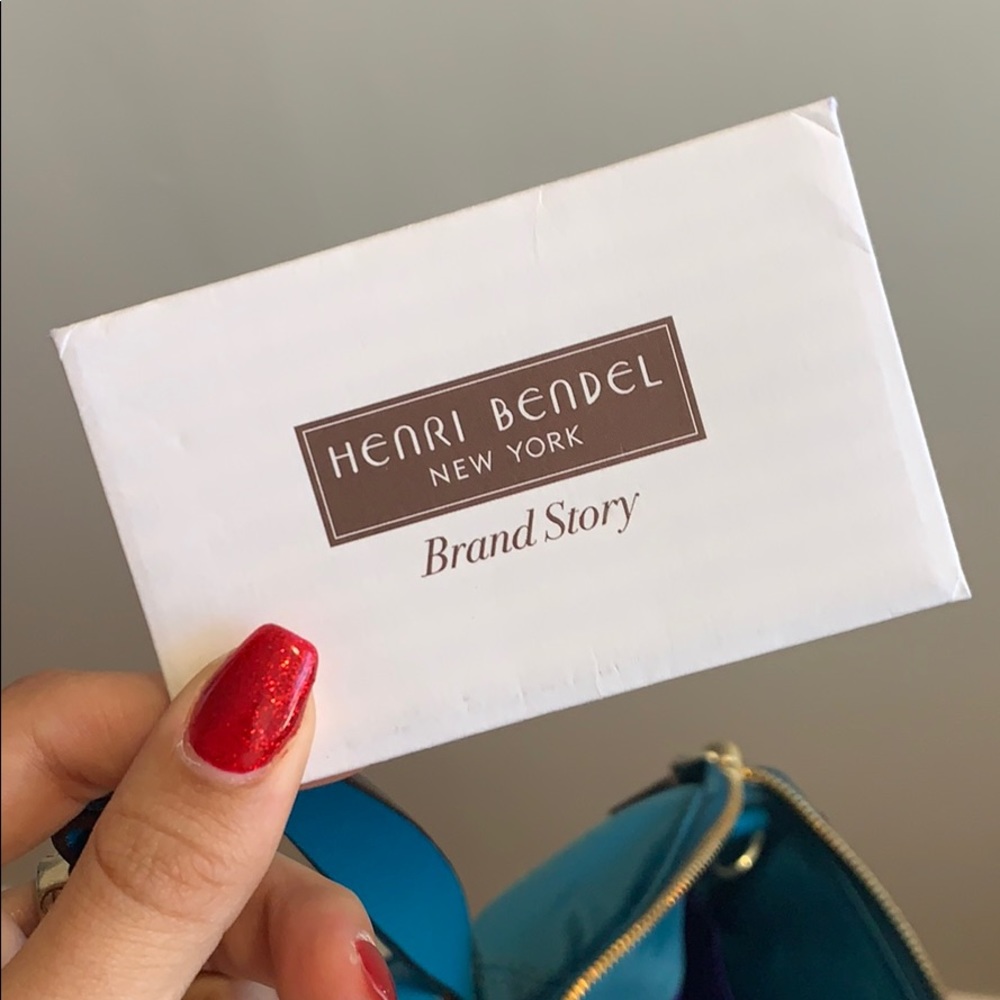 HENRI BENDEL
NEW YORK
Brand Story